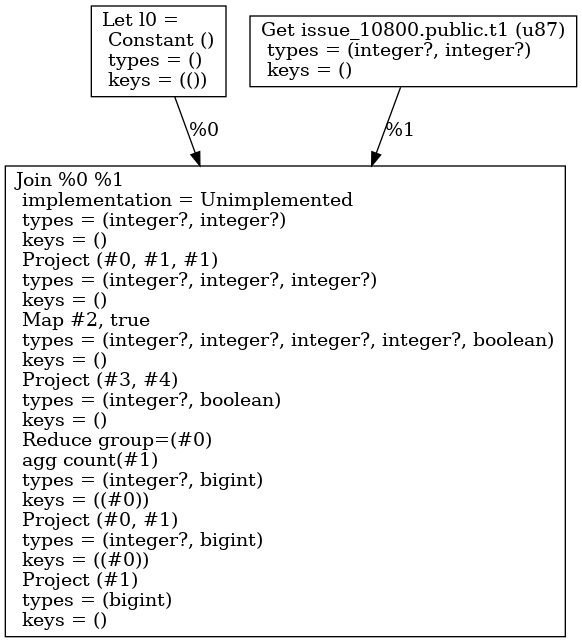 Let l0 =
Constant ()
types = ()
keys = (())
Get issue_10800.public.t1 (u87)
types = (integer?, integer?)
keys = ()
%0
%1
Join %0 %1
implementation = Unimplemented
types = (integer?, integer?)
keys = ()
Project (#0, #1, #1)
types = (integer?, integer?, integer?)
keys = ()
Map #2, true
types = (integer?, integer?, integer?, integer?, boolean)
keys = ()
Project (#3, #4)
types = (integer?, boolean)
keys = ()
Reduce group=(#0)
agg count(#1)
types = (integer?, bigint)
keys = ((#0))
Project (#0, #1)
types = (integer?, bigint)
keys = ((#0))
Project (#1)
types = (bigint)
keys = ()